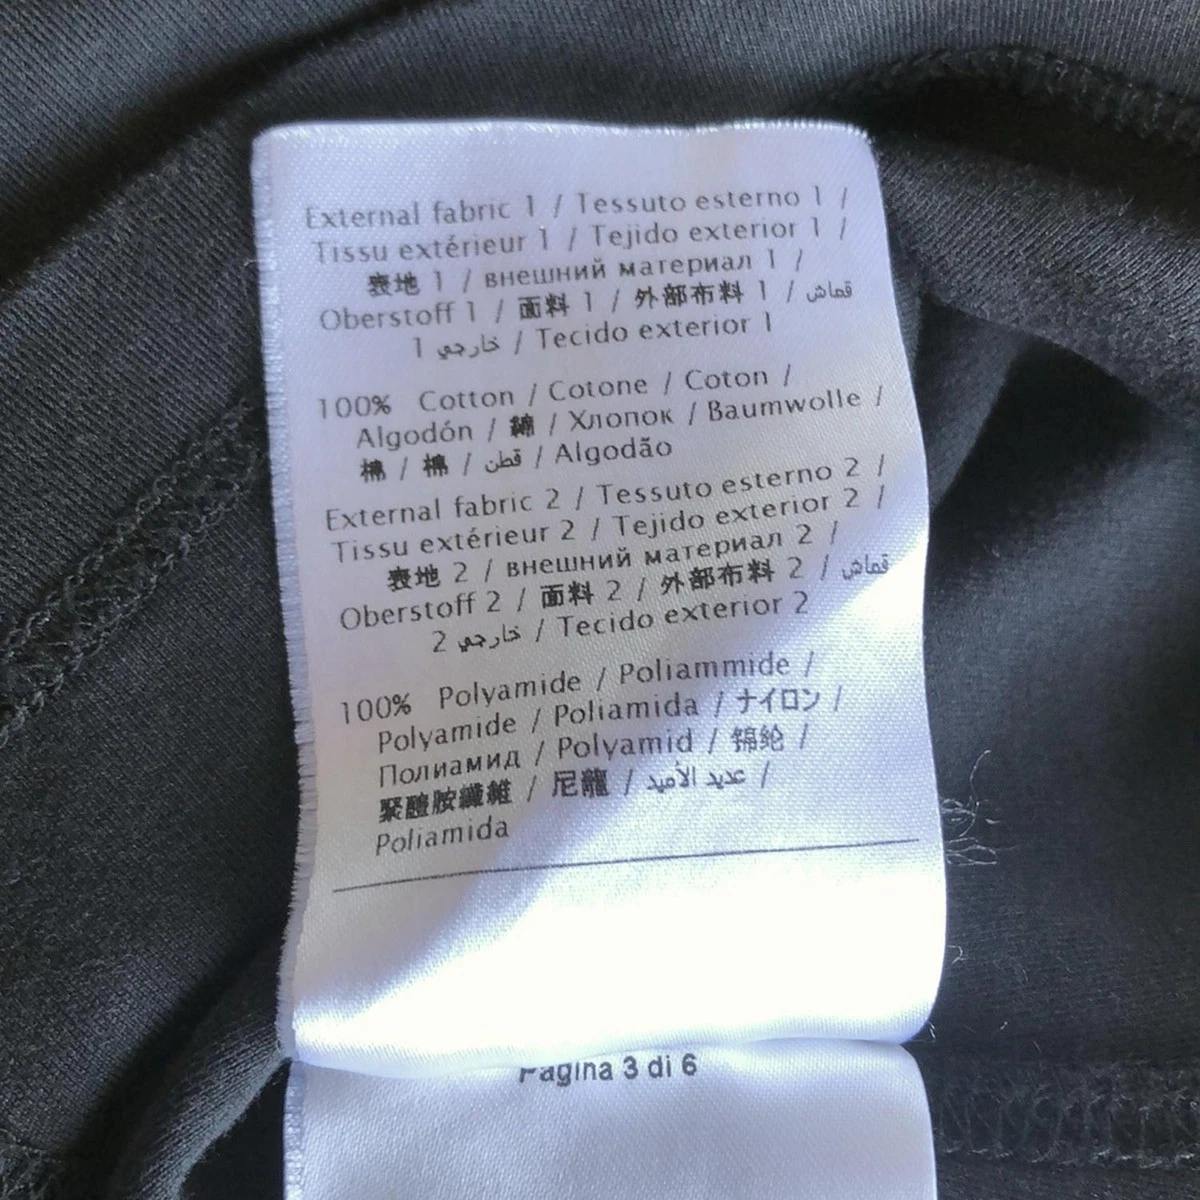 External fabric 1 / Tessuto esterno 1 /
Tissu extérieur 1 / Tejido exterior 1 /
表地 1 / внешний материал 1 /
Oberstoff 1 / 面料 1 / 外部布料 1 / قماش
خارجي 1 / Tecido exterior 1
100% Cotton / Cotone / Coton /
Algodón / 綿 / Хлопок / Baumwolle /
棉 / 棉 / قطن / Algodão
External fabric 2 / Tessuto esterno 2 /
Tissu extérieur 2 / Tejido exterior 2 /
表地 2 / внешний материал 2 /
Oberstoff 2 / 面料 2 / 外部布料 2 / قماش
خارجي 2 / Tecido exterior 2
100% Polyamide / Poliammide /
Polyamide / Poliamida / ナイロン /
Полиамид / Polyamid / 锦纶 /
聚醯胺纖維 / 尼龍 / عديد الأميد /
Poliamida
Pagina 3 di 6